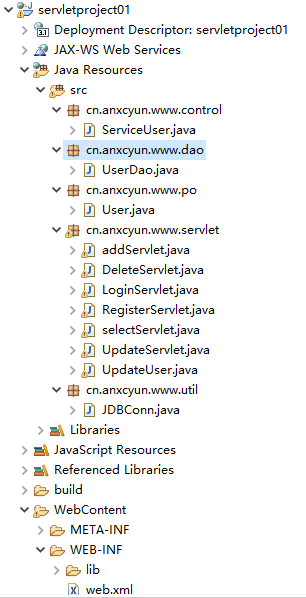 servletproject01
Deployment Descriptor: servletproject01
JAX-WS Web Services
Java Resources
src
cn.anxcyun.www.control
ServiceUser.java
cn.anxcyun.www.dao
UserDao.java
cn.anxcyun.www.po
User.java
cn.anxcyun.www.servlet
addServlet.java
DeleteServlet.java
LoginServlet.java
RegisterServlet.java
selectServlet.java
UpdateServlet.java
UpdateUser.java
cn.anxcyun.www.util
JDBConn.java
Libraries
JavaScript Resources
Referenced Libraries
build
WebContent
META-INF
WEB-INF
lib
web.xml